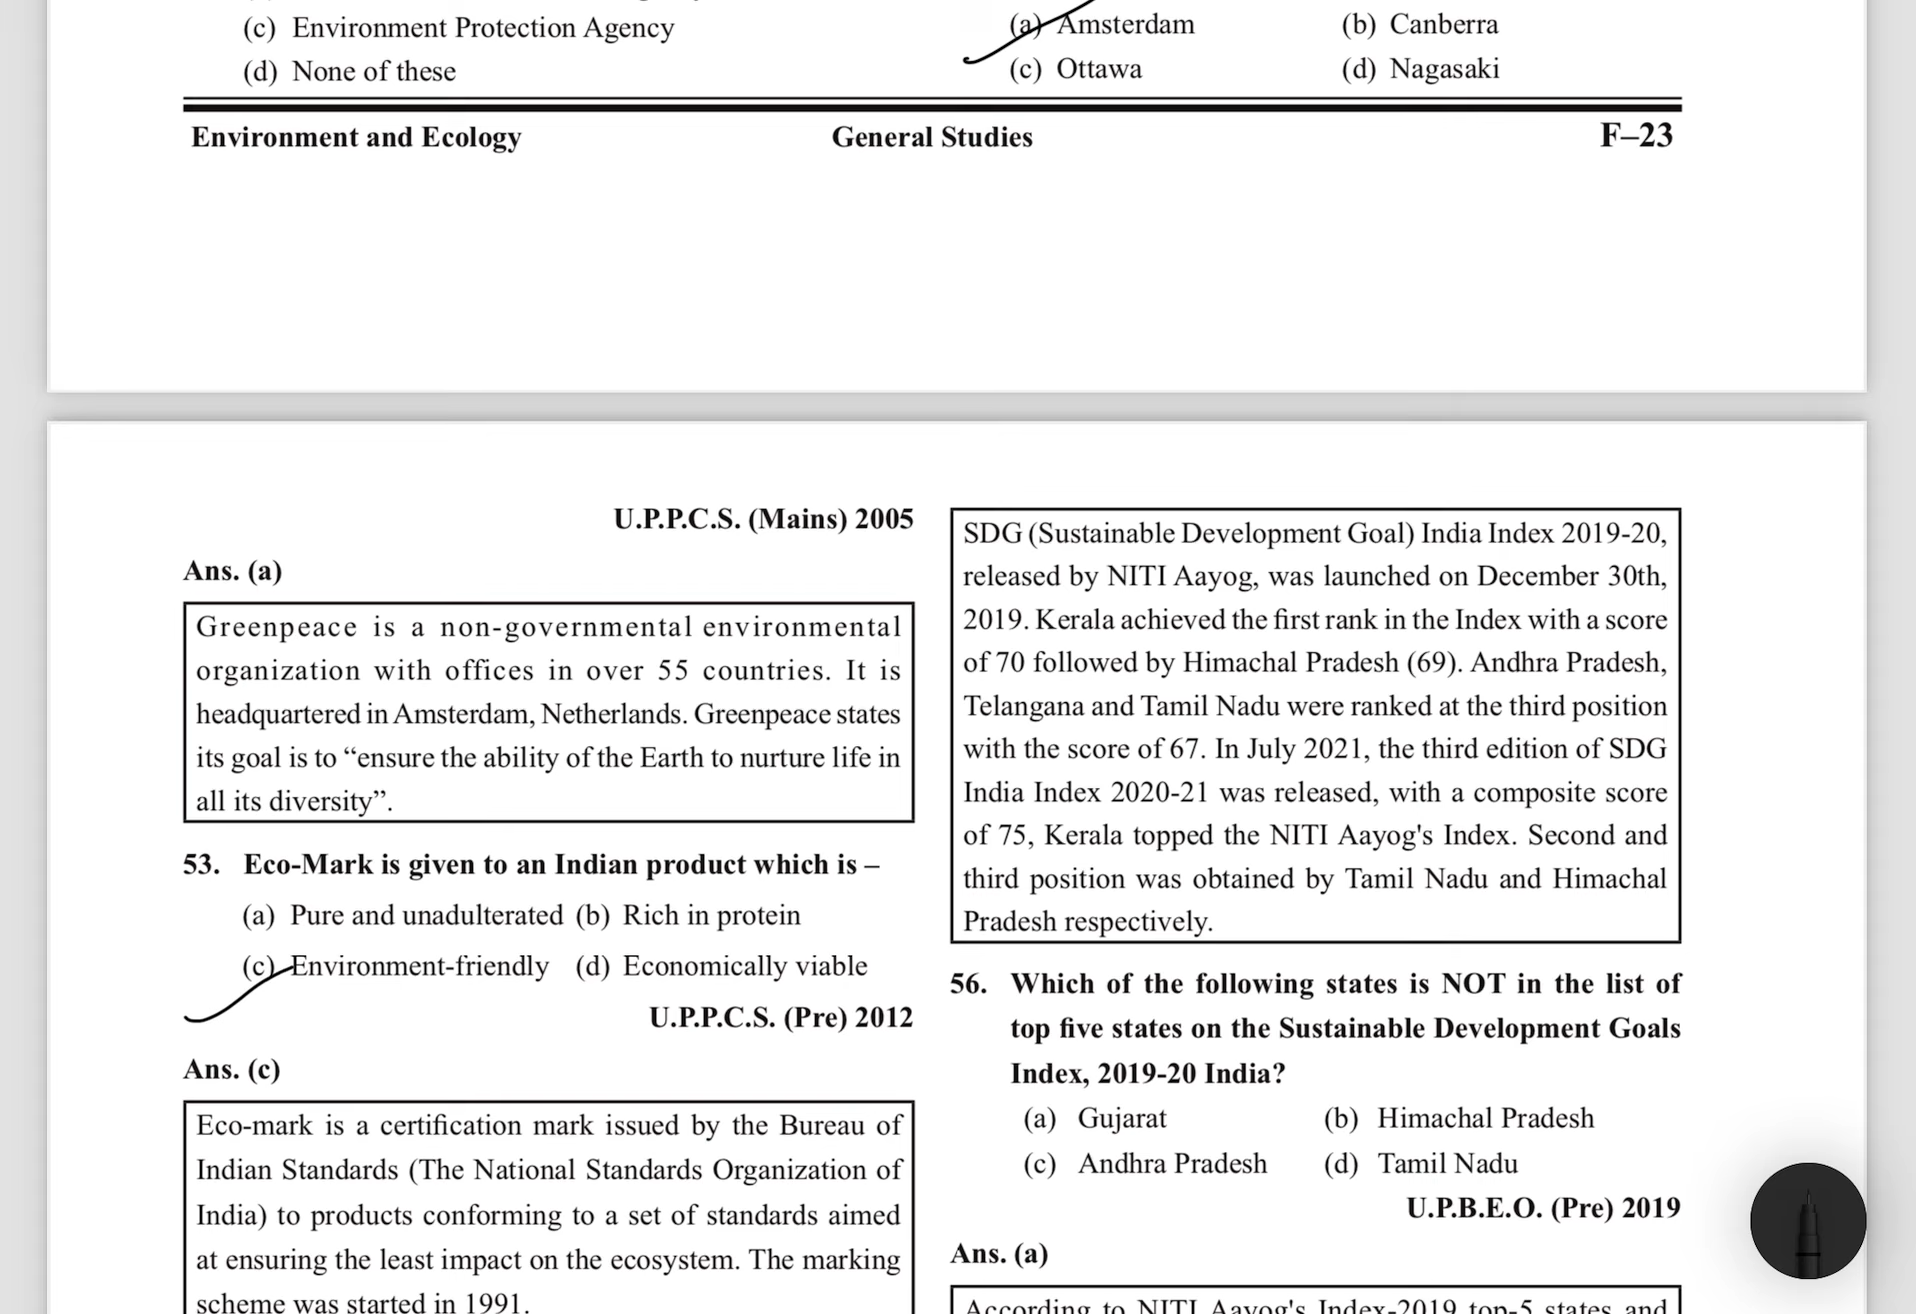 (c) Environment Protection Agency
(d) None of these
(a) Amsterdam (b) Canberra
(c) Ottawa (d) Nagasaki
Environment and Ecology General Studies F–23
U.P.P.C.S. (Mains) 2005
Ans. (a)
Greenpeace is a non-governmental environmental
organization with offices in over 55 countries. It is
headquartered in Amsterdam, Netherlands. Greenpeace states
its goal is to “ensure the ability of the Earth to nurture life in
all its diversity”.
53. Eco-Mark is given to an Indian product which is –
(a) Pure and unadulterated (b) Rich in protein
(c) Environment-friendly (d) Economically viable
U.P.P.C.S. (Pre) 2012
Ans. (c)
Eco-mark is a certification mark issued by the Bureau of
Indian Standards (The National Standards Organization of
India) to products conforming to a set of standards aimed
at ensuring the least impact on the ecosystem. The marking
scheme was started in 1991.
SDG (Sustainable Development Goal) India Index 2019-20,
released by NITI Aayog, was launched on December 30th,
2019. Kerala achieved the first rank in the Index with a score
of 70 followed by Himachal Pradesh (69). Andhra Pradesh,
Telangana and Tamil Nadu were ranked at the third position
with the score of 67. In July 2021, the third edition of SDG
India Index 2020-21 was released, with a composite score
of 75, Kerala topped the NITI Aayog's Index. Second and
third position was obtained by Tamil Nadu and Himachal
Pradesh respectively.
56. Which of the following states is NOT in the list of
top five states on the Sustainable Development Goals
Index, 2019-20 India?
(a) Gujarat (b) Himachal Pradesh
(c) Andhra Pradesh (d) Tamil Nadu
U.P.B.E.O. (Pre) 2019
Ans. (a)
According to NITI Aayog's Index-2019 top-5 states and